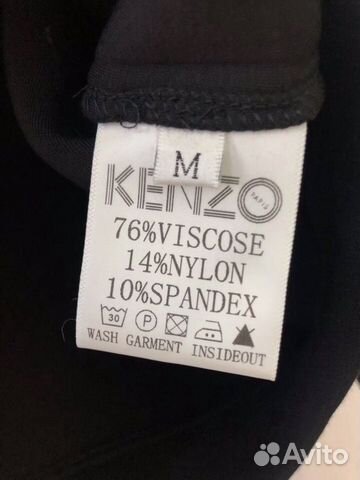 M
KENZO
PARIS
76%VISCOSE
14%NYLON
10%SPANDEX
30 P
WASH GARMENT INSIDEOUT
Avito